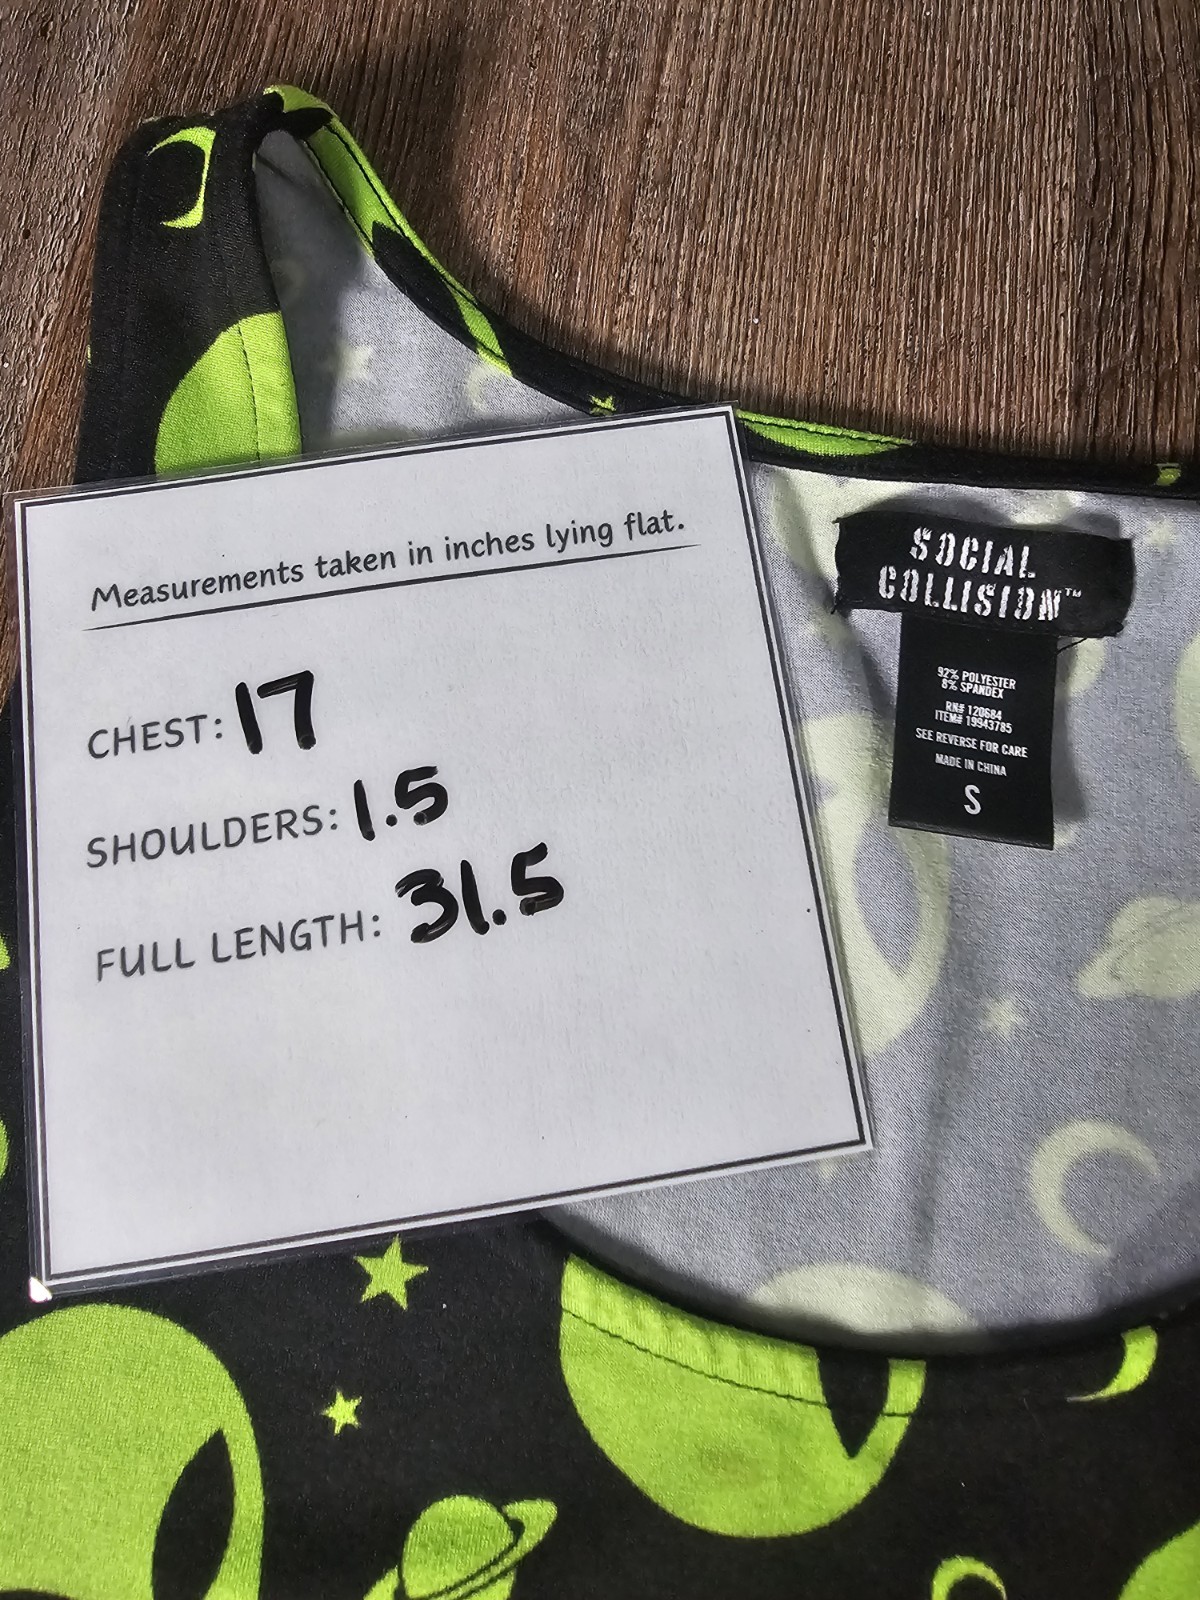 Measurements taken in inches lying flat.
CHEST: 17
SHOULDERS: 1.5
FULL LENGTH: 31.5
SOCIAL
COLLISION™
92% POLYESTER
8% SPANDEX
RN# 120684
ITEM# 19943785
SEE REVERSE FOR CARE
MADE IN CHINA
S